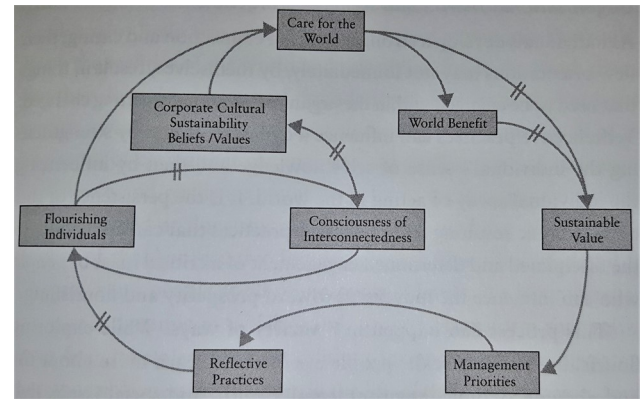 Care for the
World
Corporate Cultural
Sustainability
Beliefs /Values
World Benefit
Flourishing
Individuals
Consciousness of
Interconnectedness
Sustainable
Value
Reflective
Practices
Management
Priorities